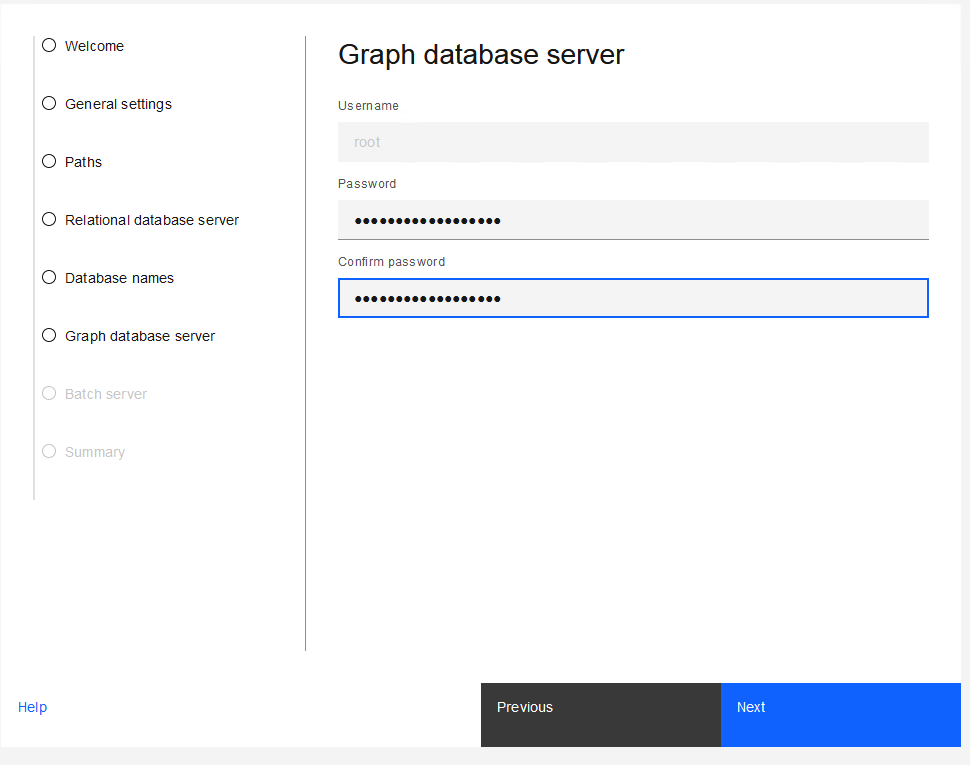 Welcome
General settings
Paths
Relational database server
Database names
Graph database server
Batch server
Summary
Graph database server
Username
root
Password
••••••••••••••••••
Confirm password
••••••••••••••••••
Help
Previous
Next